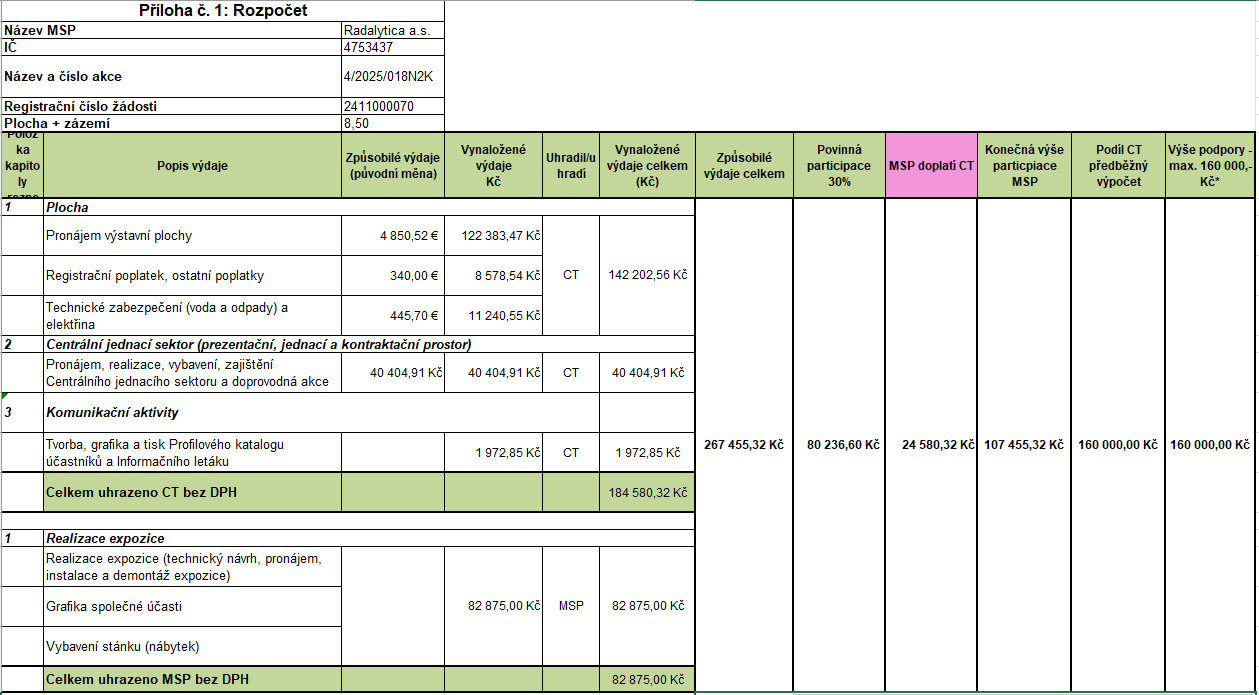 Příloha č. 1: Rozpočet
Název MSP Radalytica a.s.
IČ 4753437
Název a číslo akce 4/2025/018N2K
Registrační číslo žádosti 2411000070
Plocha + zázemí 8,50
Položka kapitoly Popis výdaje Způsobilé výdaje (původní měna) Vynaložené výdaje Kč Uhradil/uhradí Vynaložené výdaje celkem (Kč) Způsobilé výdaje celkem Povinná participace 30% MSP doplatí CT Konečná výše particpiace MSP Podíl CT předběžný výpočet Výše podpory - max. 160 000,- Kč*
1 Plocha
Pronájem výstavní plochy 4 850,52 € 122 383,47 Kč
Registrační poplatek, ostatní poplatky 340,00 € 8 578,54 Kč CT 142 202,56 Kč
Technické zabezpečení (voda a odpady) a
elektřina 445,70 € 11 240,55 Kč
2 Centrální jednací sektor (prezentační, jednací a kontraktační prostor)
Pronájem, realizace, vybavení, zajištění
Centrálního jednacího sektoru a doprovodná akce 40 404,91 Kč 40 404,91 Kč CT 40 404,91 Kč
3 Komunikační aktivity
Tvorba, grafika a tisk Profilového katalogu
účastníků a Informačního letáku 1 972,85 Kč CT 1 972,85 Kč
267 455,32 Kč 80 236,60 Kč 24 580,32 Kč 107 455,32 Kč 160 000,00 Kč 160 000,00 Kč
Celkem uhrazeno CT bez DPH 184 580,32 Kč
1 Realizace expozice
Realizace expozice (technický návrh, pronájem,
instalace a demontáž expozice)
Grafika společné účasti 82 875,00 Kč MSP 82 875,00 Kč
Vybavení stánku (nábytek)
Celkem uhrazeno MSP bez DPH 82 875,00 Kč